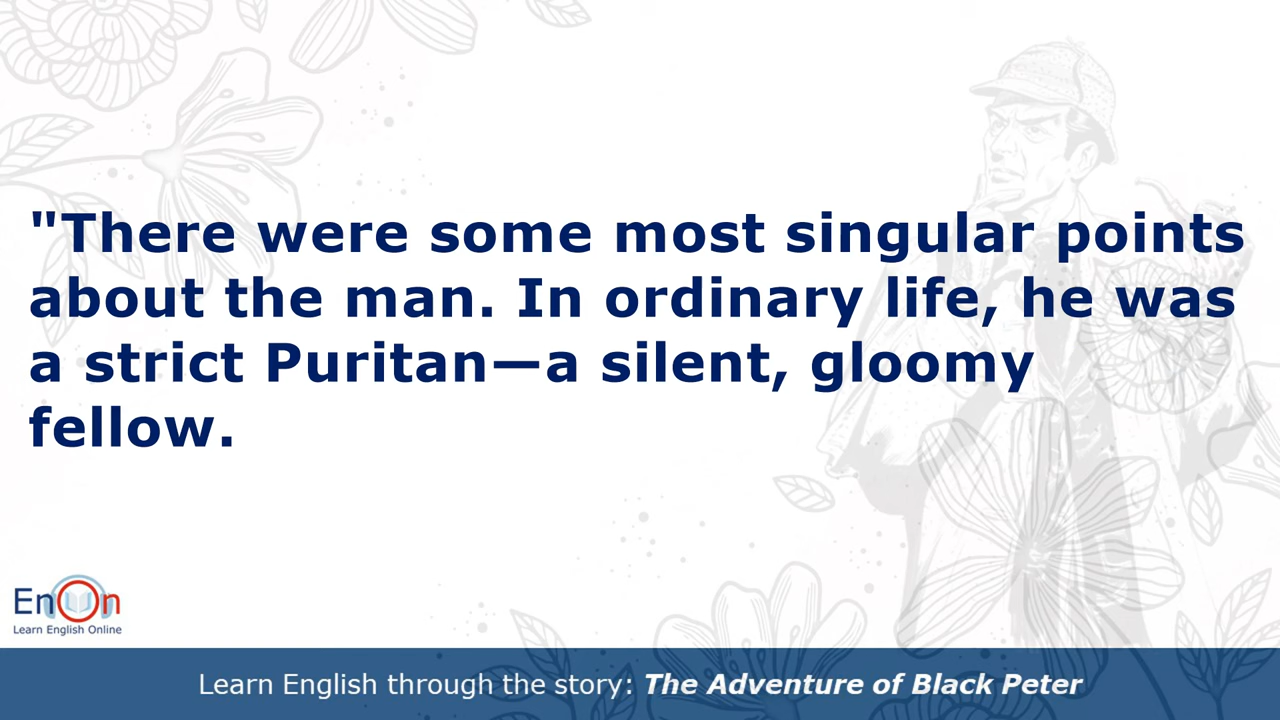 "There were some most singular points
about the man. In ordinary life, he was
a strict Puritan—a silent, gloomy
fellow.
EnOn
Learn English Online
Learn English through the story: The Adventure of Black Peter